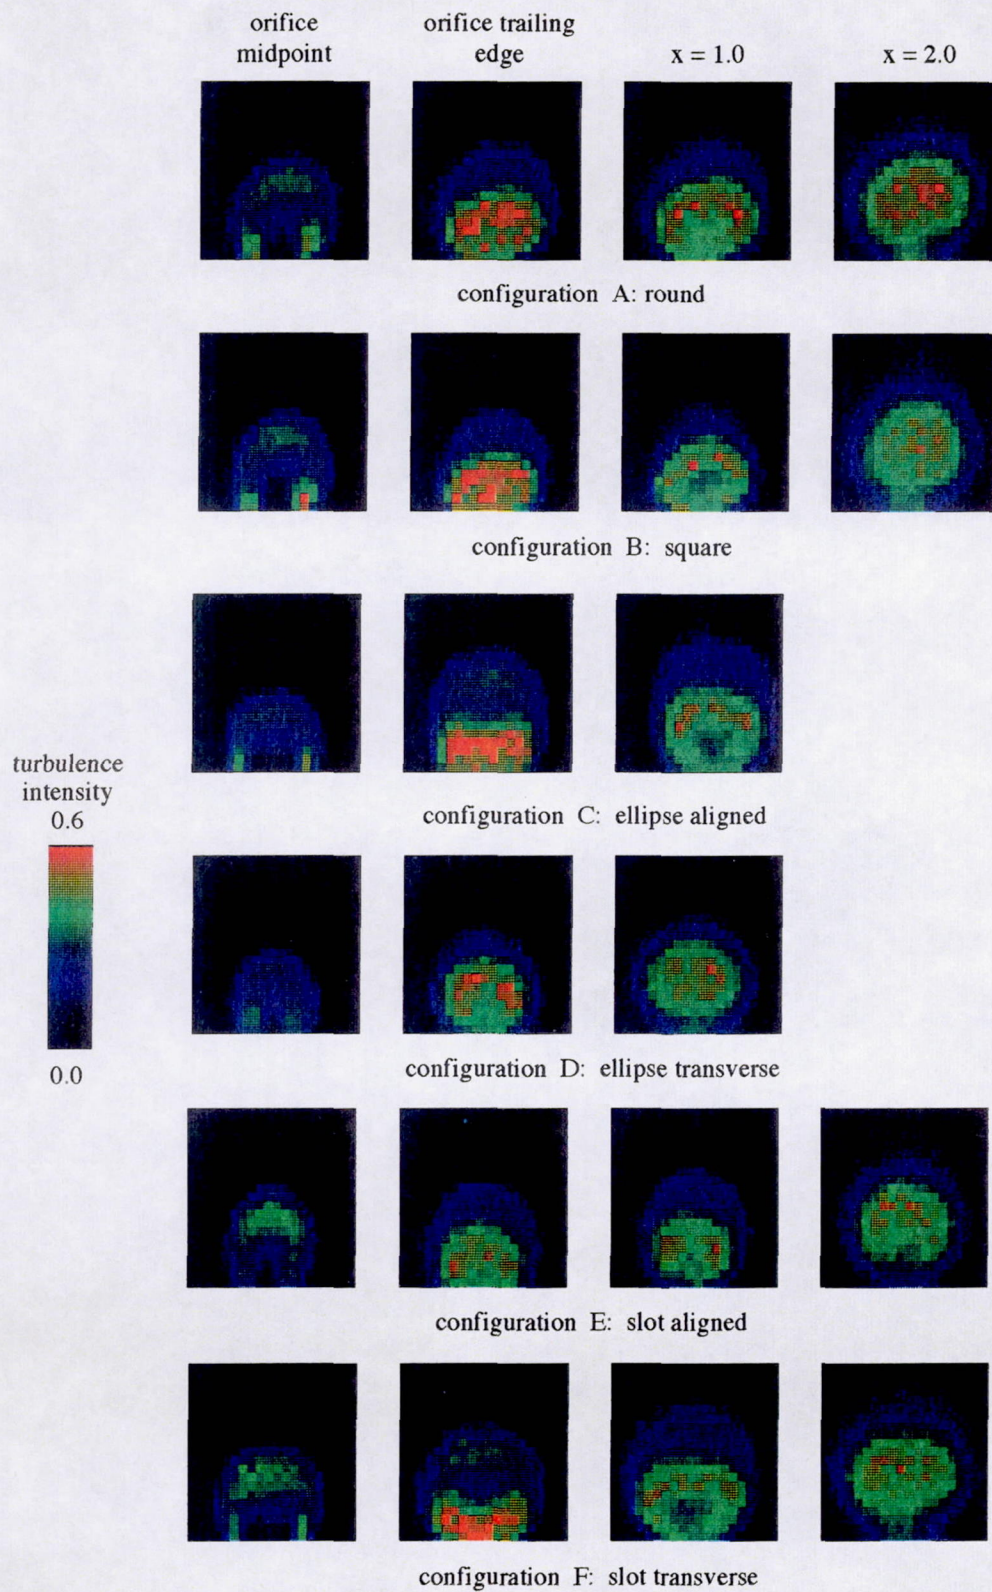 orifice
midpoint
orifice trailing
edge
x = 1.0
x = 2.0
configuration A: round
configuration B: square
configuration C: ellipse aligned
turbulence
intensity
0.6
0.0
configuration D: ellipse transverse
configuration E: slot aligned
configuration F: slot transverse